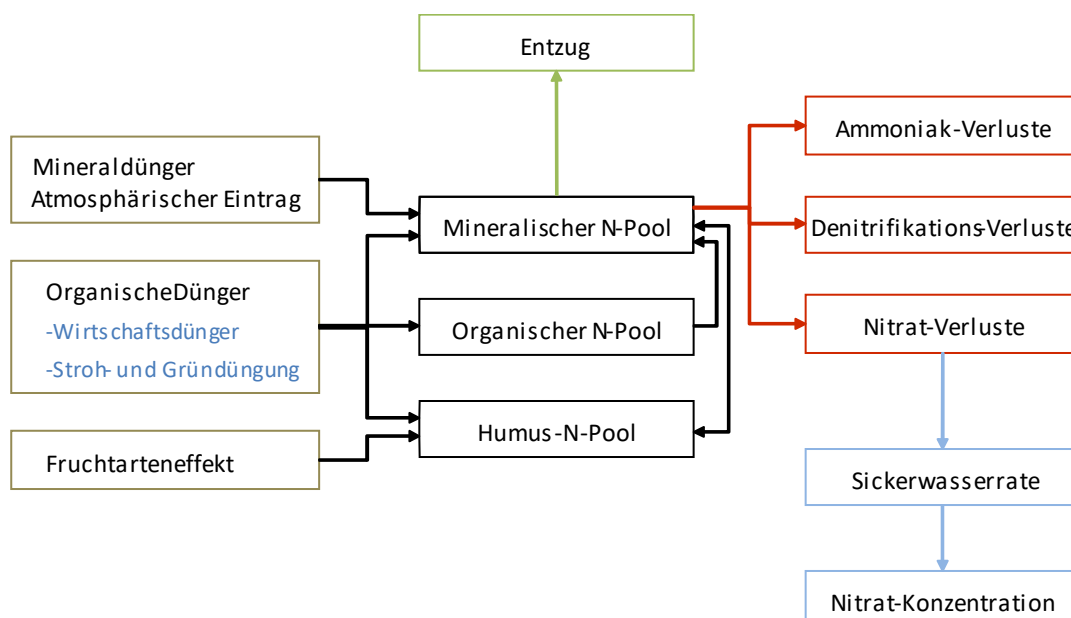 Entzug
Mineraldünger
Atmosphärischer Eintrag
OrganischeDünger
-Wirtschaftsdünger
-Stroh- und Gründüngung
Fruchtarteneffekt
Mineralischer N-Pool
Organischer N-Pool
Humus-N-Pool
Ammoniak-Verluste
Denitrifikations-Verluste
Nitrat-Verluste
Sickerwasserrate
Nitrat-Konzentration